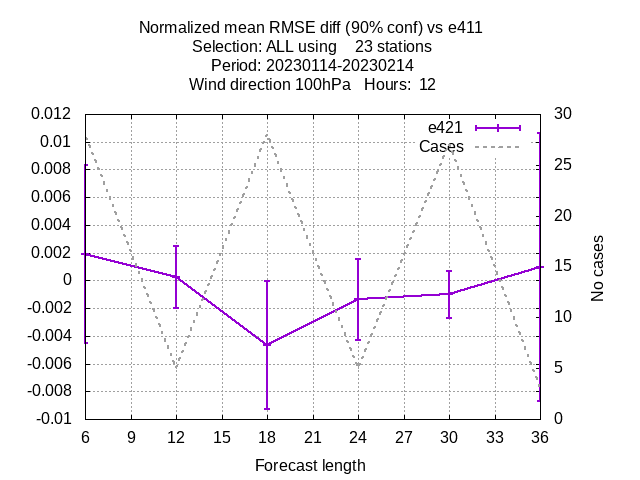 Normalized mean RMSE diff (90% conf) vs e411
Selection: ALL using    23 stations
Period: 20230114-20230214
Wind direction 100hPa   Hours:  12
e421
Cases
0.012
0.01
0.008
0.006
0.004
0.002
0
-0.002
-0.004
-0.006
-0.008
-0.01
30
25
20
15
10
5
0
No cases
6 9 12 15 18 21 24 27 30 33 36
Forecast length